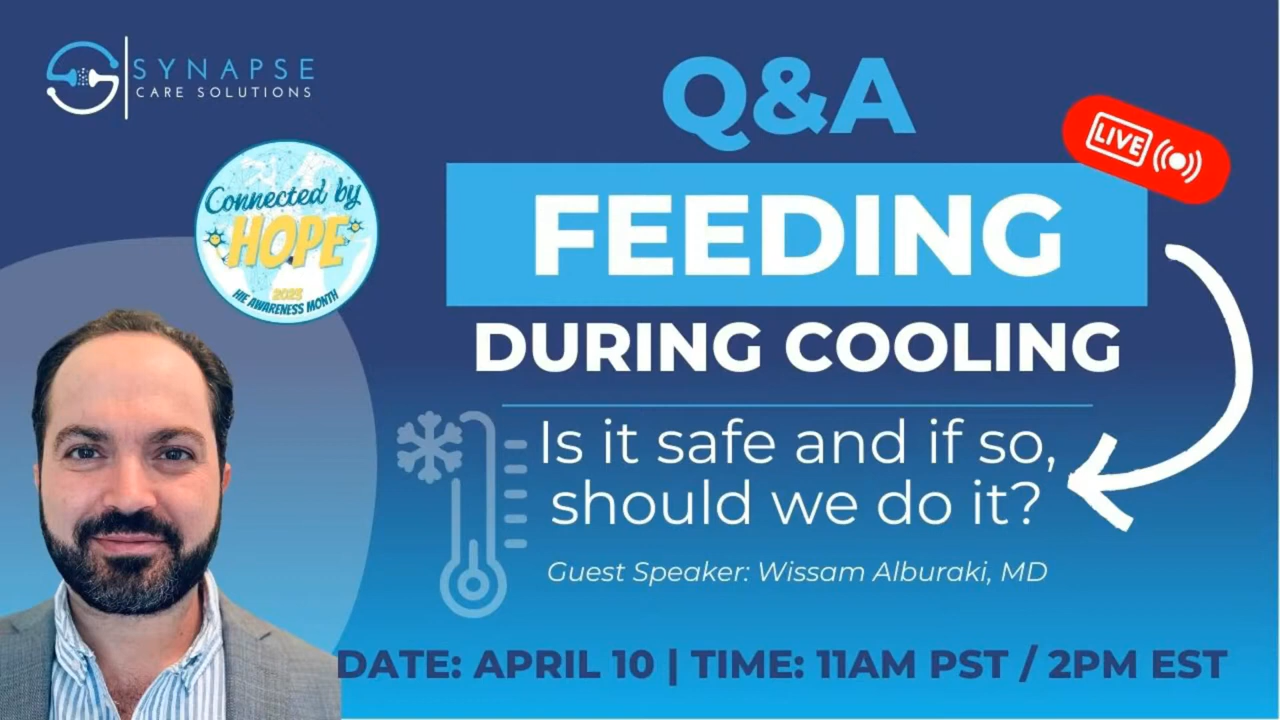 SYNAPSE
CARE SOLUTIONS
Q&A
LIVE
Connected by
HOPE
2023
HIE AWARENESS MONTH
FEEDING
DURING COOLING
Is it safe and if so,
should we do it?
Guest Speaker: Wissam Alburaki, MD
DATE: APRIL 10 | TIME: 11AM PST / 2PM EST